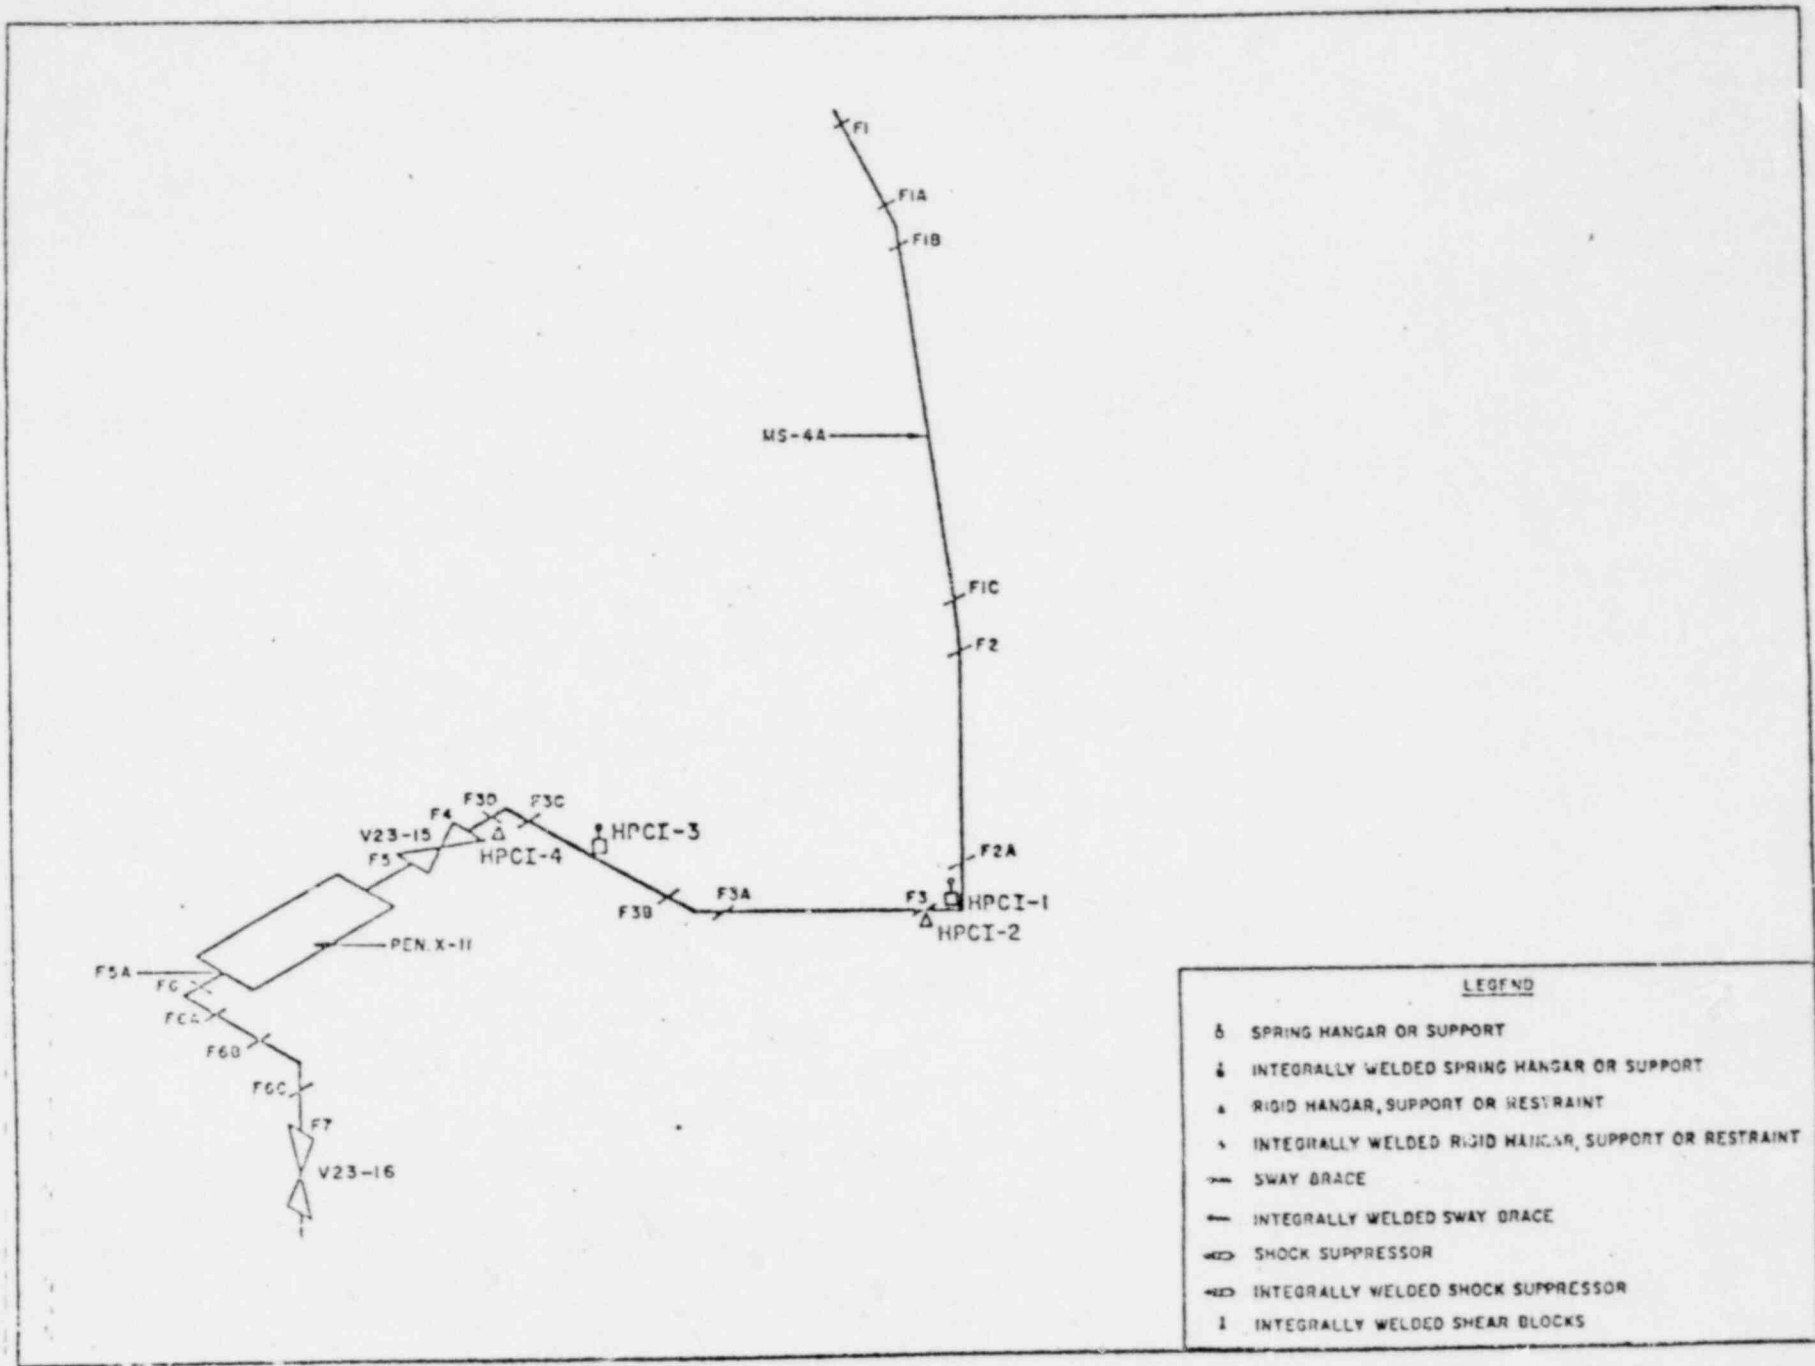 F1
F1A
F1B
MS-4A
F1C
F2
F3D
F3C
F4
V23-15
HPCI-3
F5
HPCI-4
F2A
F3A
F3
HPCI-1
F3B
HPCI-2
PEN. X-11
F5A
F6
F6A
F6B
F6C
F7
V23-16
LEGEND
SPRING HANGAR OR SUPPORT
INTEGRALLY WELDED SPRING HANGAR OR SUPPORT
RIGID HANGAR, SUPPORT OR RESTRAINT
INTEGRALLY WELDED RIGID HANGAR, SUPPORT OR RESTRAINT
SWAY BRACE
INTEGRALLY WELDED SWAY BRACE
SHOCK SUPPRESSOR
INTEGRALLY WELDED SHOCK SUPPRESSOR
INTEGRALLY WELDED SHEAR BLOCKS